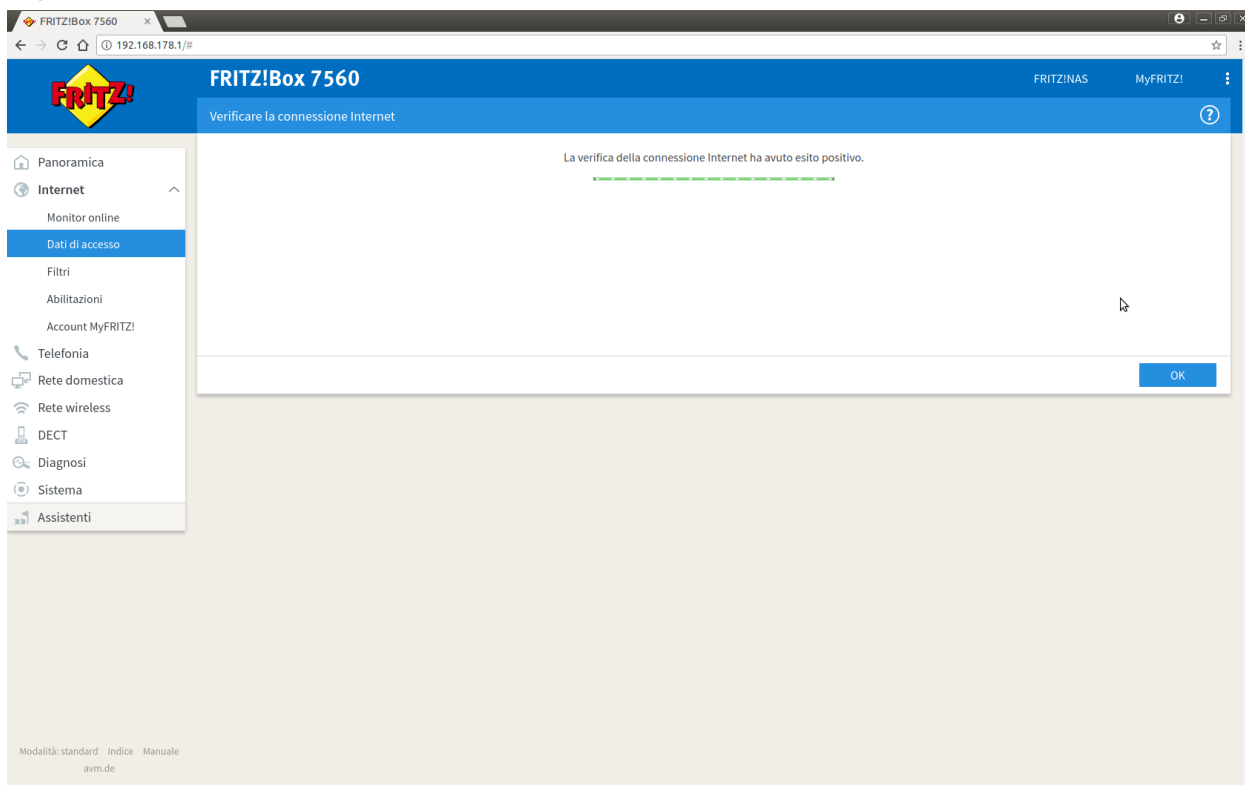 FRITZ!Box 7560
192.168.178.1/#
FRITZ!
FRITZ!Box 7560
FRITZ!NAS MyFRITZ!
Verificare la connessione Internet
Panoramica
Internet
Monitor online
Dati di accesso
Filtri
Abilitazioni
Account MyFRITZ!
Telefonia
Rete domestica
Rete wireless
DECT
Diagnosi
Sistema
Assistenti
La verifica della connessione Internet ha avuto esito positivo.
OK
Modalità: standard Indice Manuale
avm.de